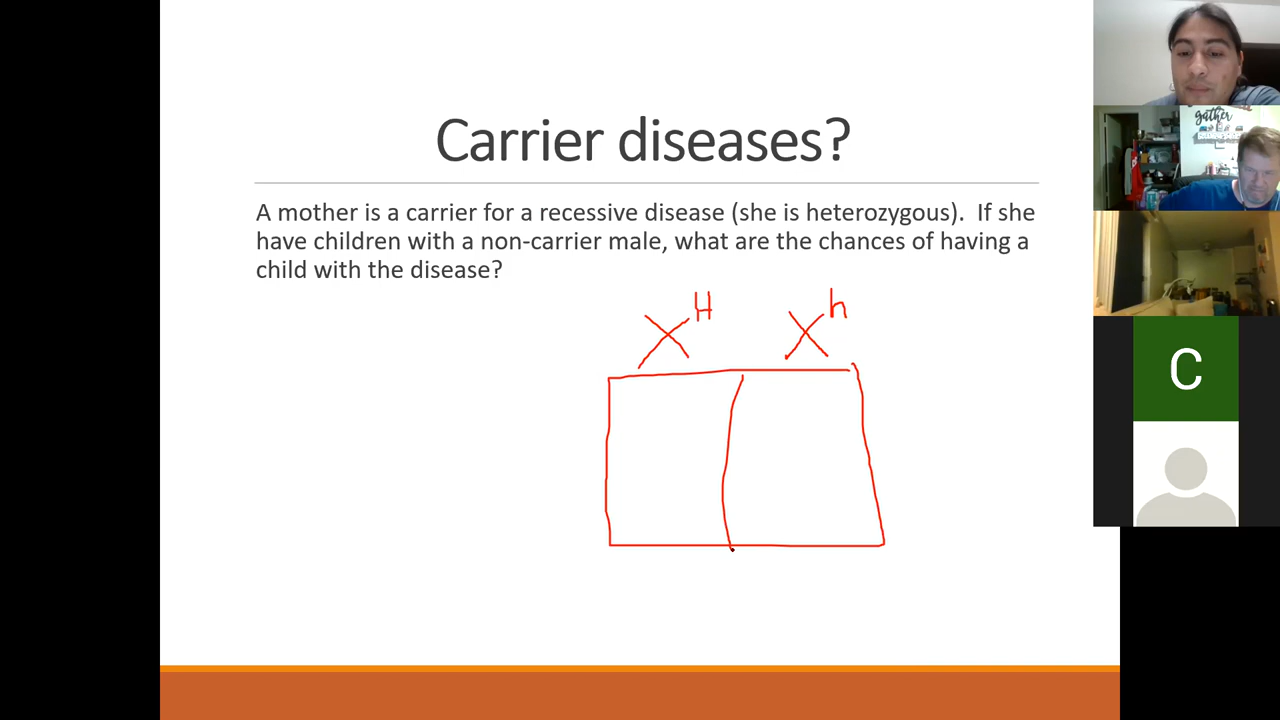 Carrier diseases?
A mother is a carrier for a recessive disease (she is heterozygous).  If she
have children with a non-carrier male, what are the chances of having a
child with the disease?
X^H X^h
gather
C